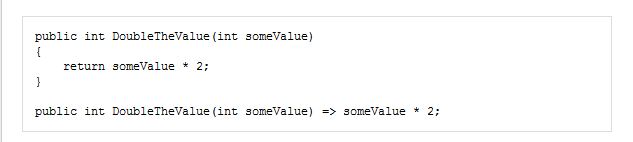 public int DoubleTheValue(int someValue)
{
    return someValue * 2;
}
public int DoubleTheValue(int someValue) => someValue * 2;